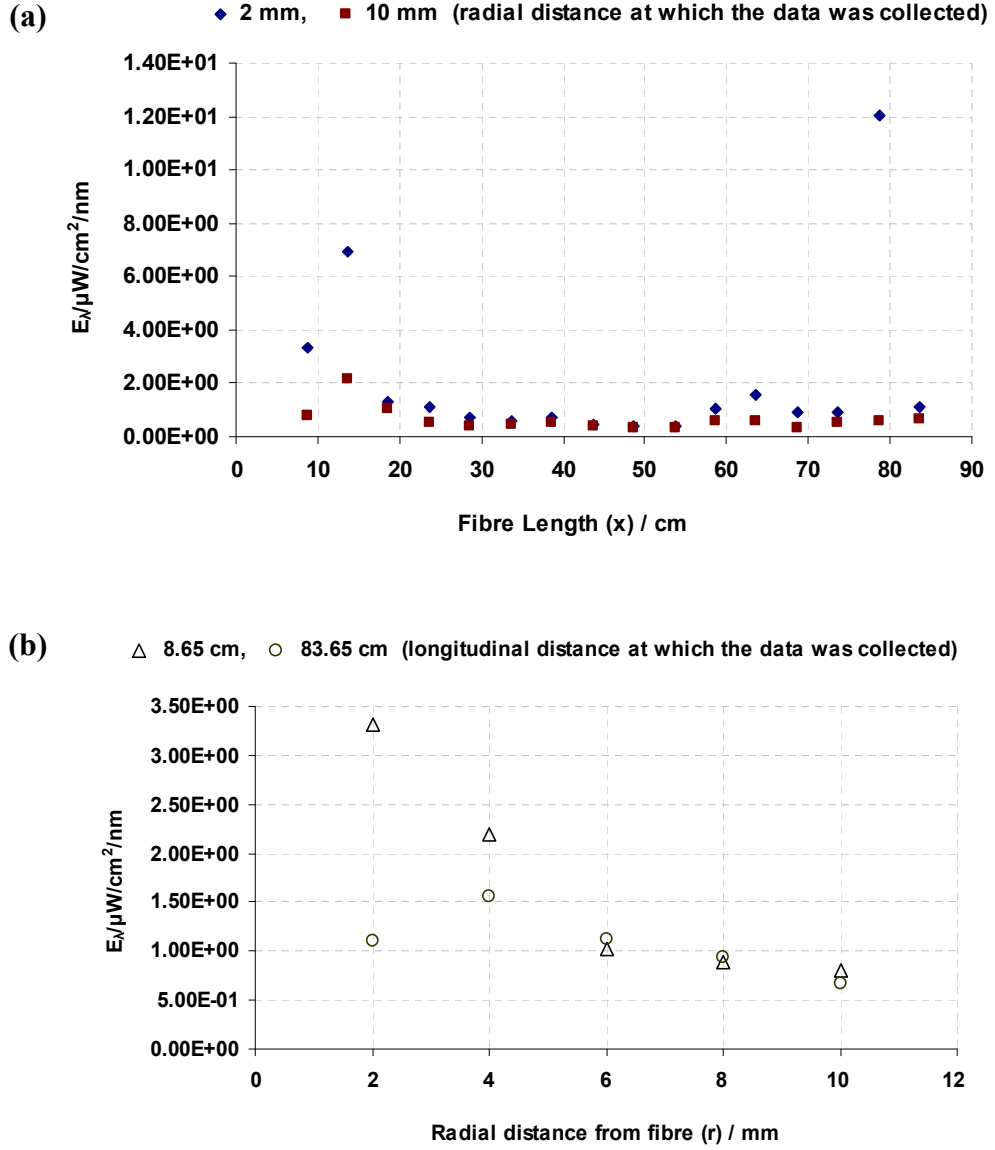 (a)
2 mm, 10 mm (radial distance at which the data was collected)
1.40E+01
1.20E+01
1.00E+01
8.00E+00
6.00E+00
4.00E+00
2.00E+00
0.00E+00
Eλ/µW/cm²/nm
0 10 20 30 40 50 60 70 80 90
Fibre Length (x) / cm
(b)
8.65 cm, 83.65 cm (longitudinal distance at which the data was collected)
3.50E+00
3.00E+00
2.50E+00
2.00E+00
1.50E+00
1.00E+00
5.00E-01
0.00E+00
Eλ/µW/cm²/nm
0 2 4 6 8 10 12
Radial distance from fibre (r) / mm